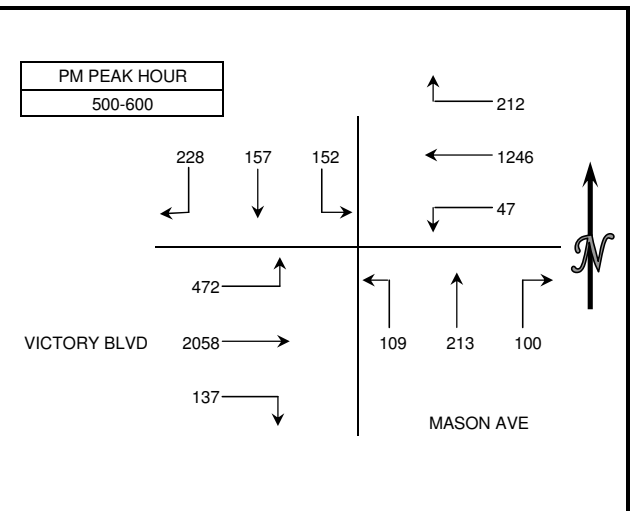 PM PEAK HOUR
500-600
212
228 157 152 1246
47
N
472
VICTORY BLVD 2058 109 213 100
137
MASON AVE